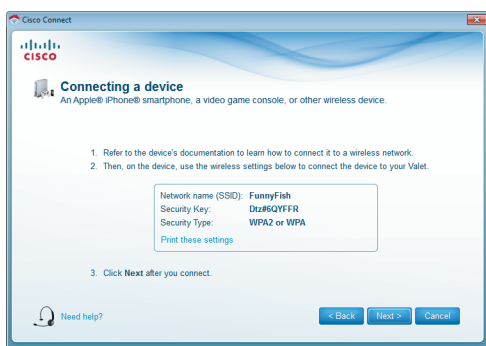 Cisco Connect
CISCO
Connecting a device
An Apple® iPhone® smartphone, a video game console, or other wireless device.
1. Refer to the device's documentation to learn how to connect it to a wireless network.
2. Then, on the device, use the wireless settings below to connect the device to your Valet.
Network name (SSID): FunnyFish
Security Key: Dtz#6QYFFR
Security Type: WPA2 or WPA
Print these settings
3. Click Next after you connect.
Need help?
< Back Next > Cancel